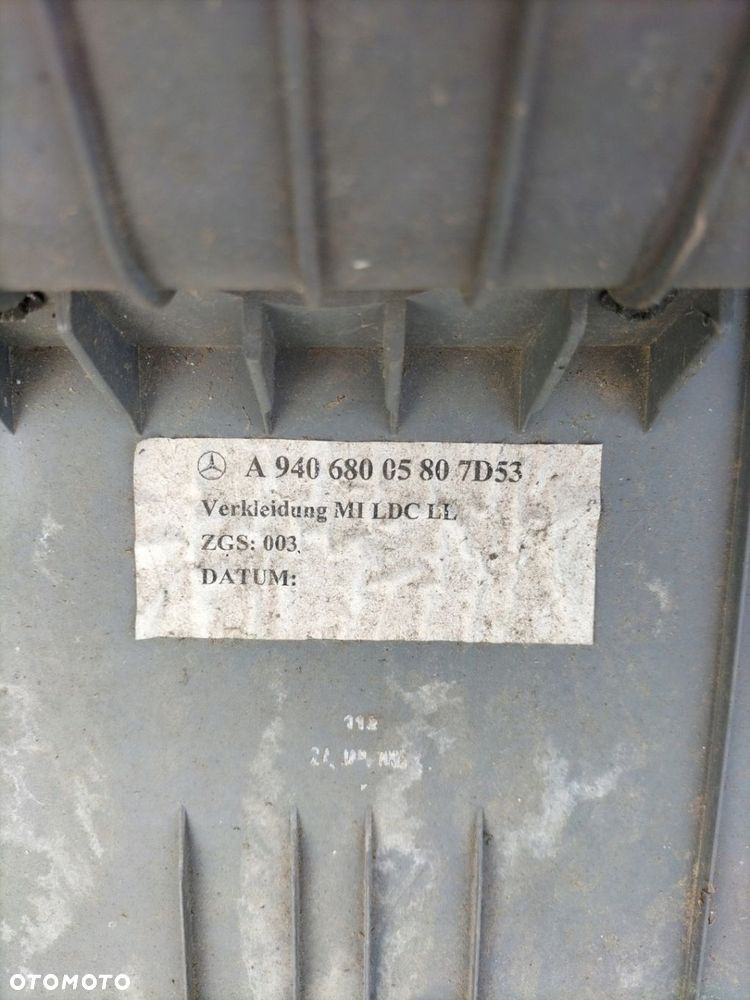 A 940 680 05 80 7D53
Verkleidung MI LDC LL
ZGS: 003
DATUM:
OTOMOTO